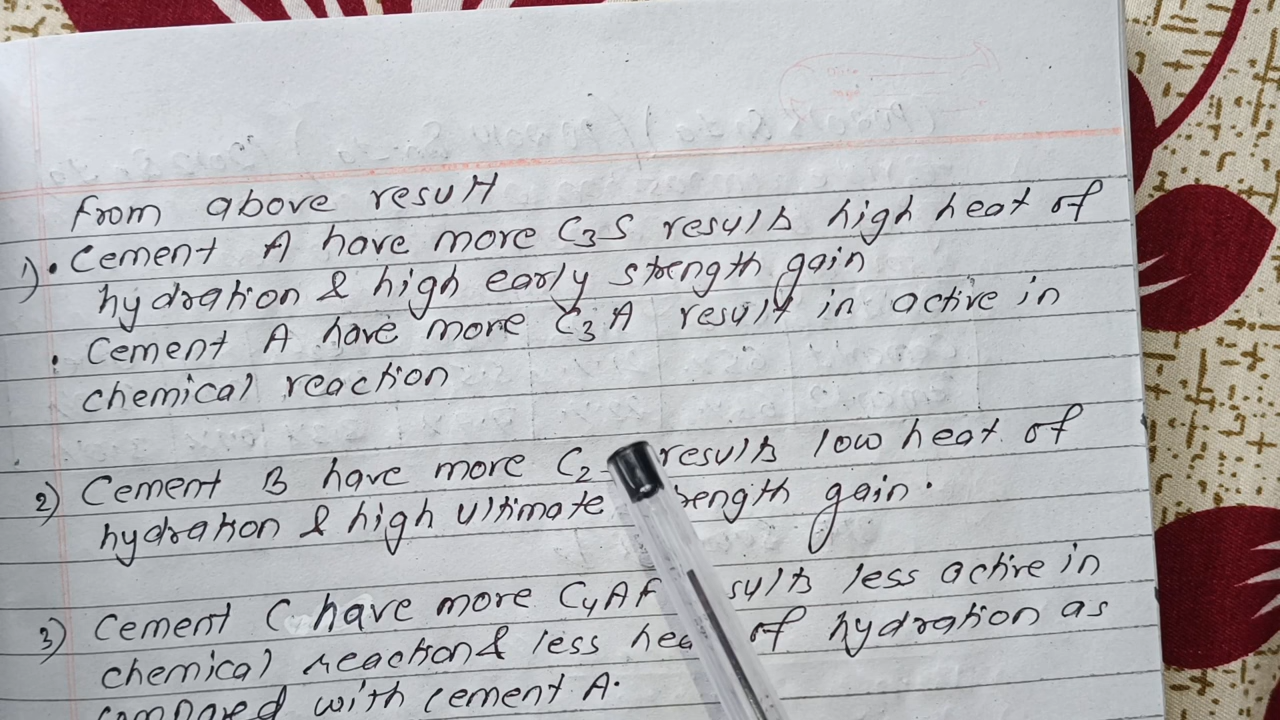 from above result
1). Cement A have more C3S results high heat of
hydration & high early strength gain
. Cement A have more C3A result in active in
chemical reaction
2) Cement B have more C2 results low heat of
hydration & high ultimate gain.
3) Cement C have more C4AF less active in
chemical reaction & less of hydration as
compared with cement A.